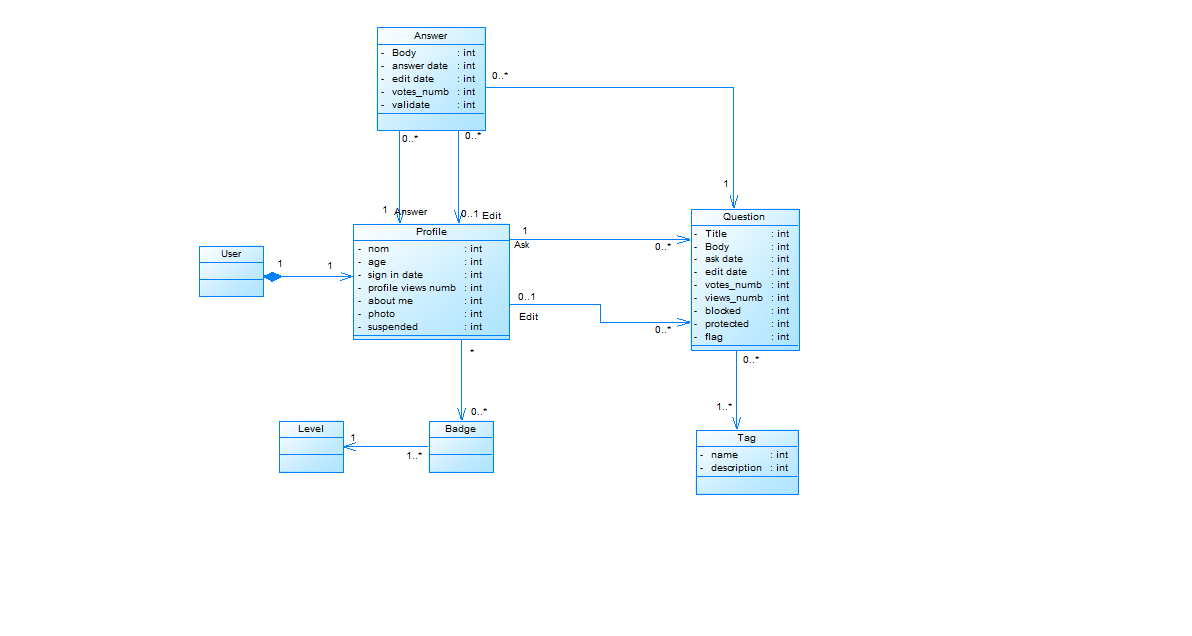 Answer
- Body : int
- answer date : int
- edit date : int
- votes_numb : int
- validate : int
0..*
0..*
0..*
1
1 Answer
0..1 Edit
Profile
- nom : int
- age : int
- sign in date : int
- profile views numb : int
- about me : int
- photo : int
- suspended : int
User
1
1
1
Ask
0..*
0..1
Edit
0..*
Question
- Title : int
- Body : int
- ask date : int
- edit date : int
- votes_numb : int
- views_numb : int
- blocked : int
- protected : int
- flag : int
*
0..*
0..*
1..*
Level
1
1..*
Badge
Tag
- name : int
- description : int